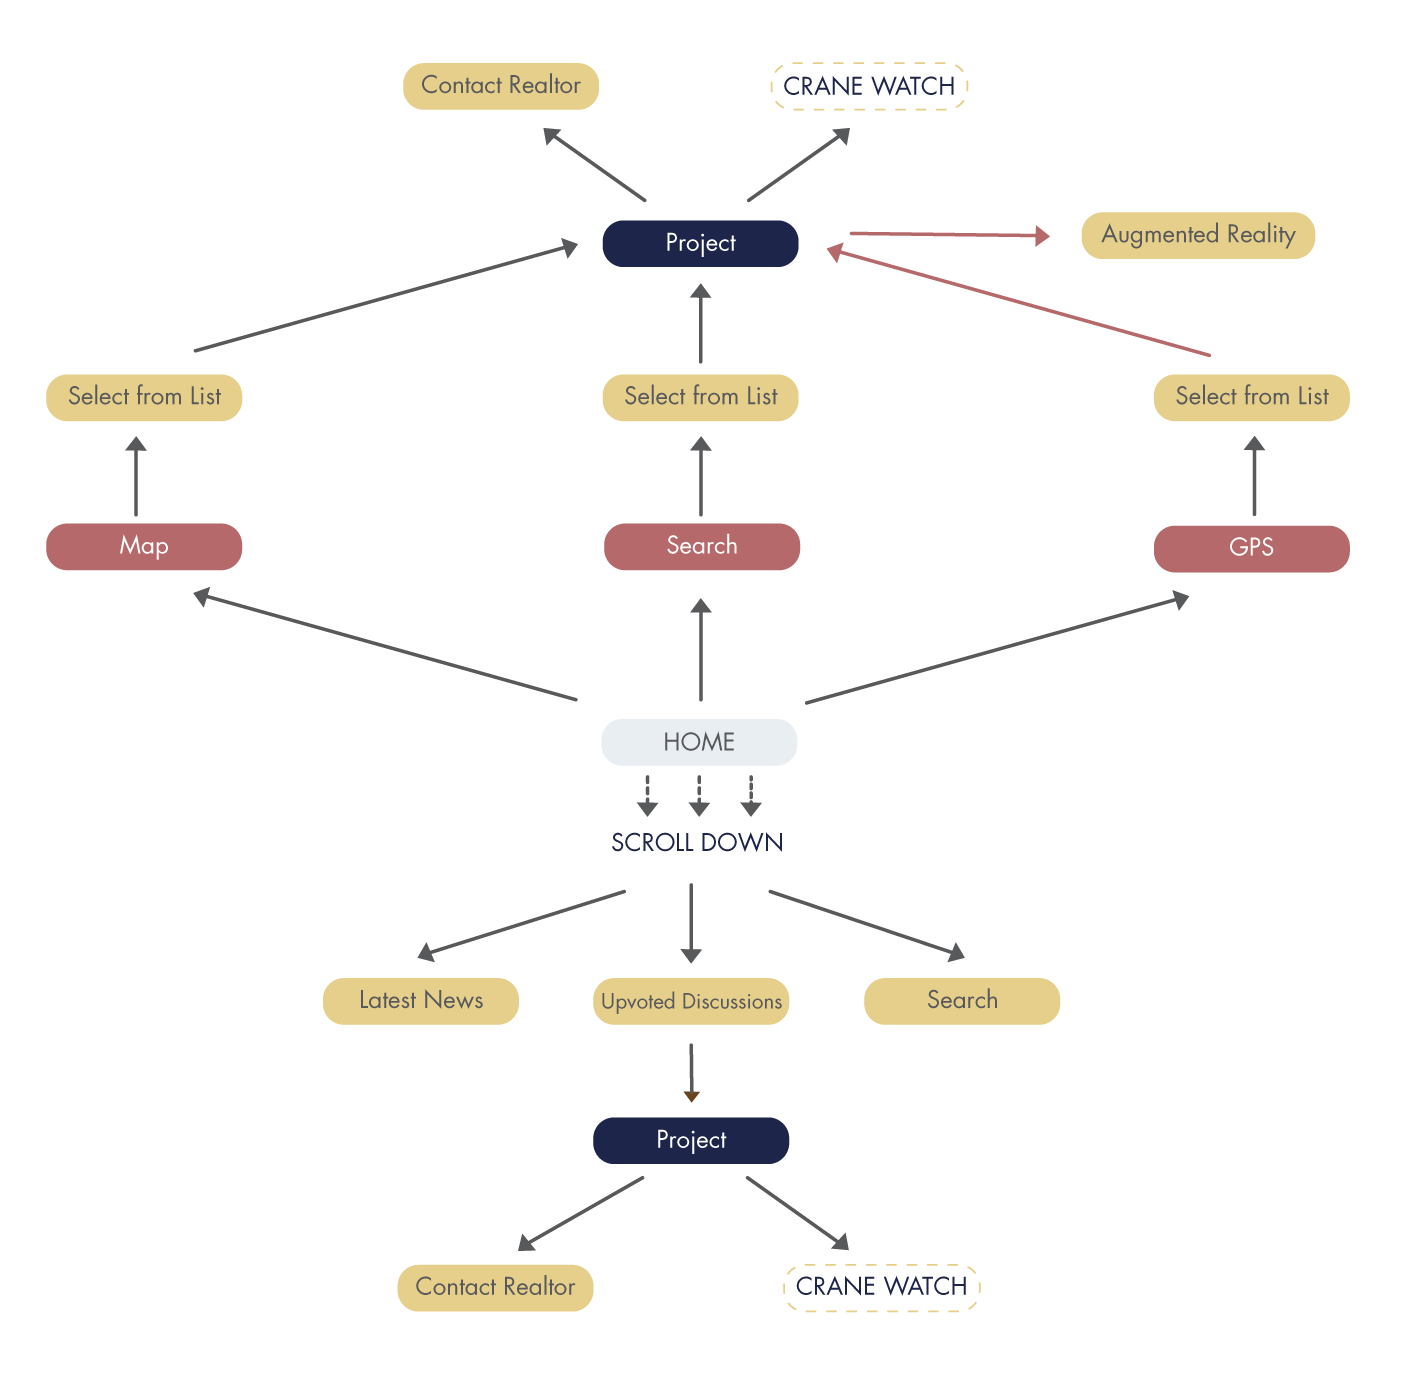 Contact Realtor
CRANE WATCH
Project
Augmented Reality
Select from List
Select from List
Select from List
Map
Search
GPS
HOME
SCROLL DOWN
Latest News
Upvoted Discussions
Search
Project
Contact Realtor
CRANE WATCH